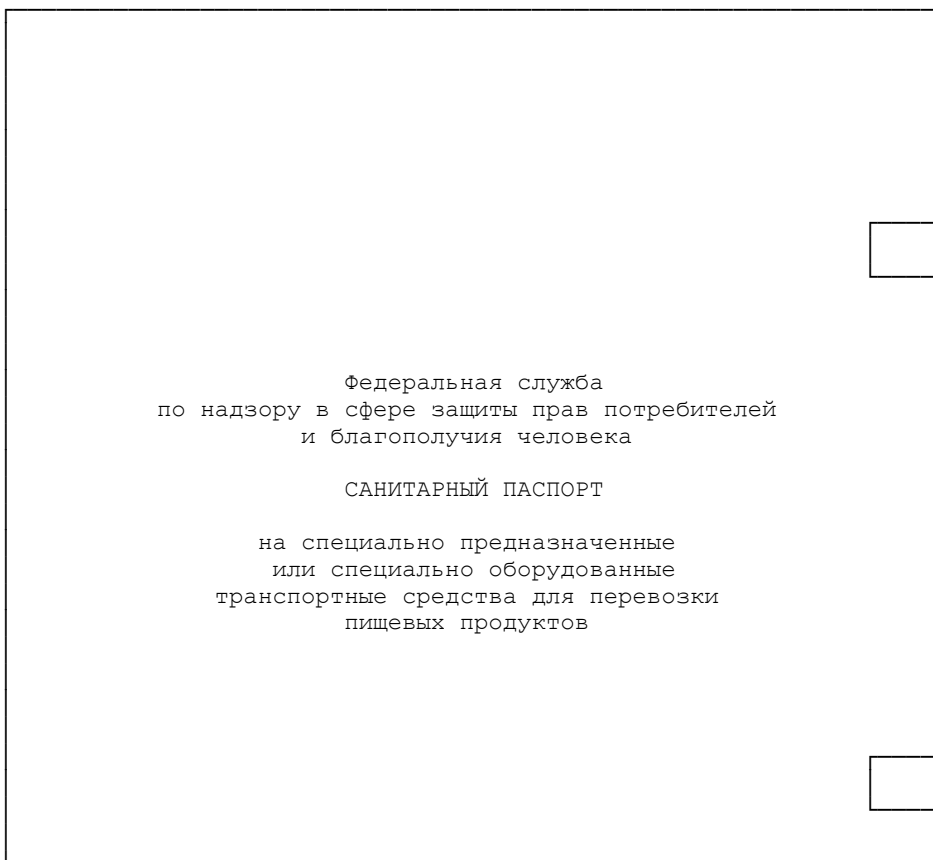 Федеральная служба
по надзору в сфере защиты прав потребителей
и благополучия человека
САНИТАРНЫЙ ПАСПОРТ
на специально предназначенные
или специально оборудованные
транспортные средства для перевозки
пищевых продуктов